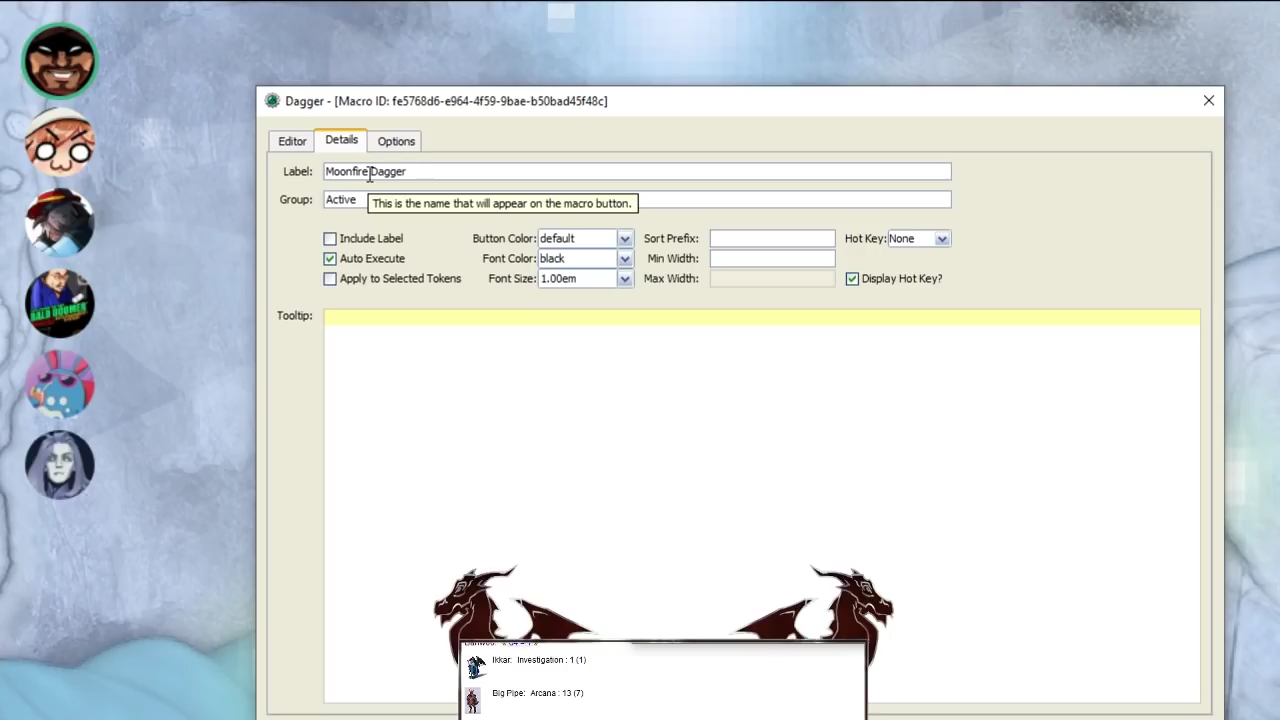 Dagger - [Macro ID: fe5768d6-e964-4f59-9bae-b50bad45f48c]
Editor Details Options
Label: Moonfire Dagger
Group: Active
This is the name that will appear on the macro button.
Include Label Button Color: default Sort Prefix: Hot Key: None
Auto Execute Font Color: black Min Width:
Apply to Selected Tokens Font Size: 1.00em Max Width: Display Hot Key?
Tooltip:
BALD BOOMER
Ikkar: Investigation : 1 (1)
Big Pipe: Arcana : 13 (7)